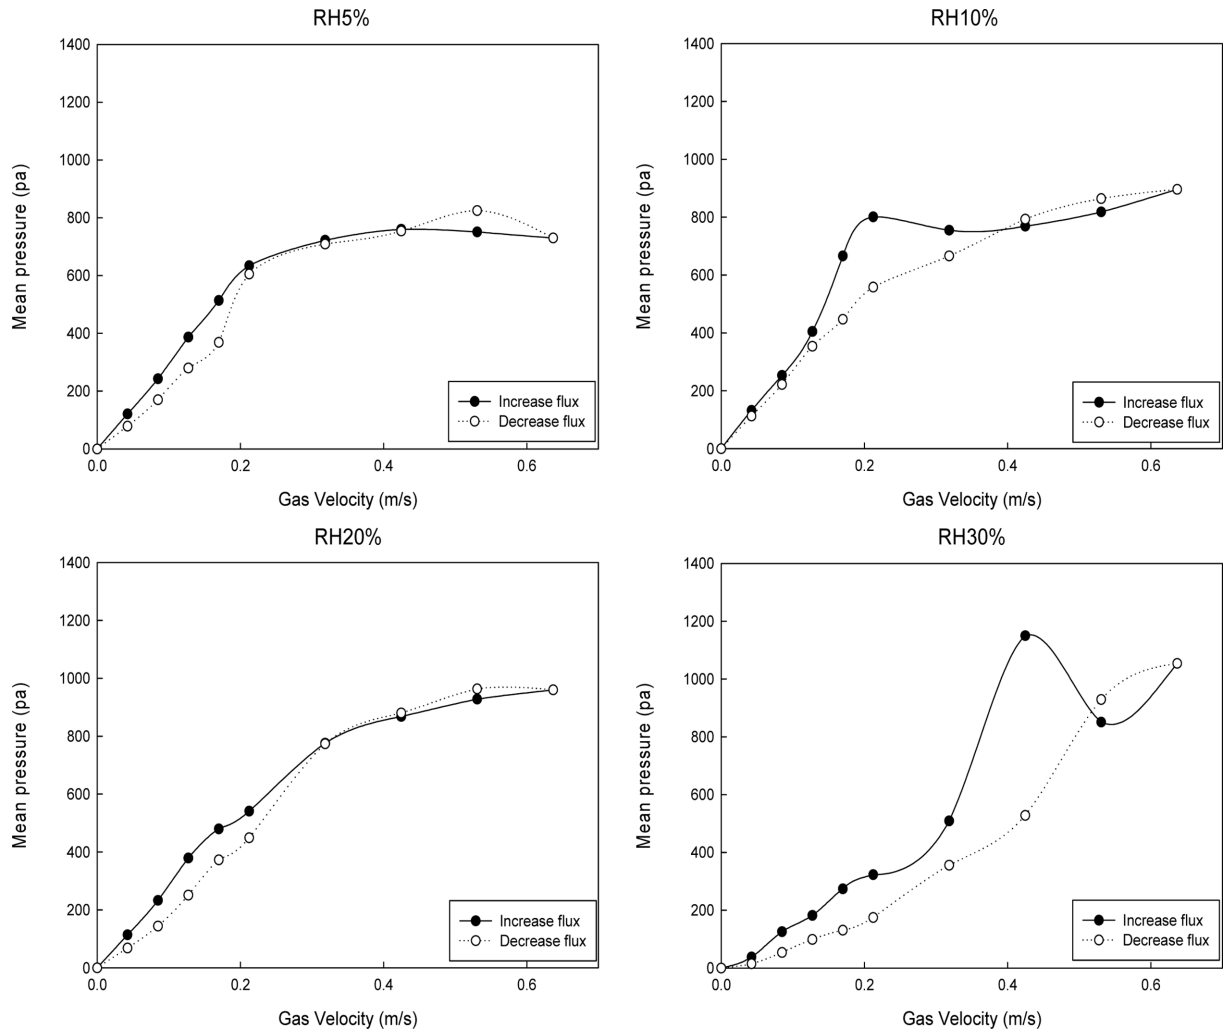 RH5%
Mean pressure (pa)
1400
1200
1000
800
600
400
200
0
0.0 0.2 0.4 0.6
Gas Velocity (m/s)
Increase flux
Decrease flux
RH10%
Mean pressure (pa)
1400
1200
1000
800
600
400
200
0
0.0 0.2 0.4 0.6
Gas Velocity (m/s)
Increase flux
Decrease flux
RH20%
Mean pressure (pa)
1400
1200
1000
800
600
400
200
0
0.0 0.2 0.4 0.6
Gas Velocity (m/s)
Increase flux
Decrease flux
RH30%
Mean pressure (pa)
1400
1200
1000
800
600
400
200
0
0.0 0.2 0.4 0.6
Gas Velocity (m/s)
Increase flux
Decrease flux